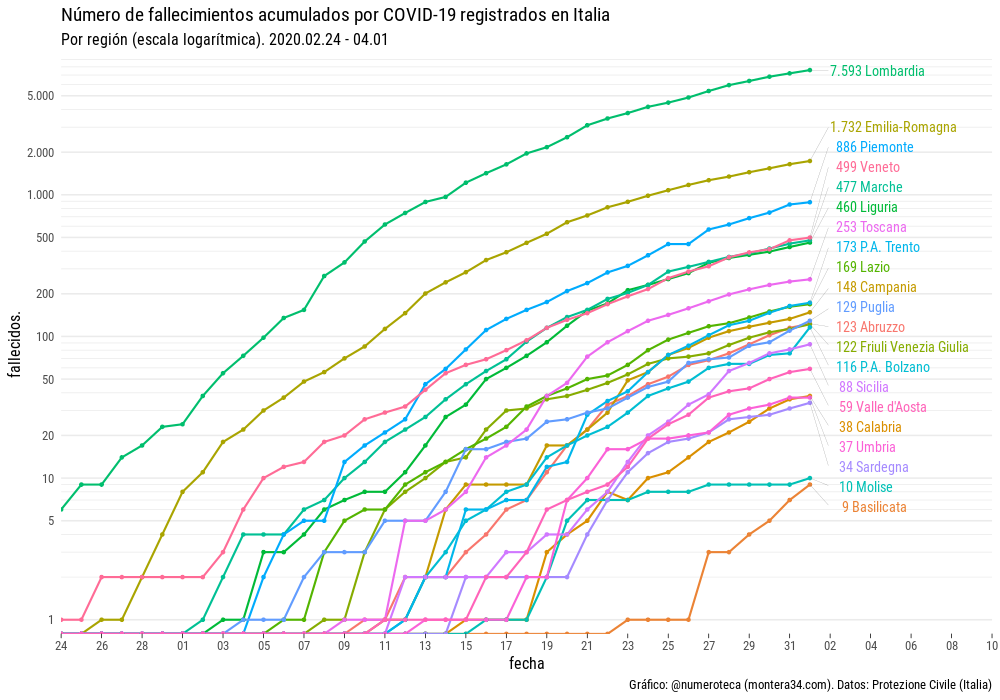 Número de fallecimientos acumulados por COVID-19 registrados en Italia
Por región (escala logarítmica). 2020.02.24 - 04.01
fallecidos.
5.000
2.000
1.000
500
200
100
50
20
10
5
1
7.593 Lombardia
1.732 Emilia-Romagna
886 Piemonte
499 Veneto
477 Marche
460 Liguria
253 Toscana
173 P.A. Trento
169 Lazio
148 Campania
129 Puglia
123 Abruzzo
122 Friuli Venezia Giulia
116 P.A. Bolzano
88 Sicilia
59 Valle d'Aosta
38 Calabria
37 Umbria
34 Sardegna
10 Molise
9 Basilicata
24 26 28 01 03 05 07 09 11 13 15 17 19 21 23 25 27 29 31 02 04 06 08 10
fecha
Gráfico: @numeroteca (montera34.com). Datos: Protezione Civile (Italia)